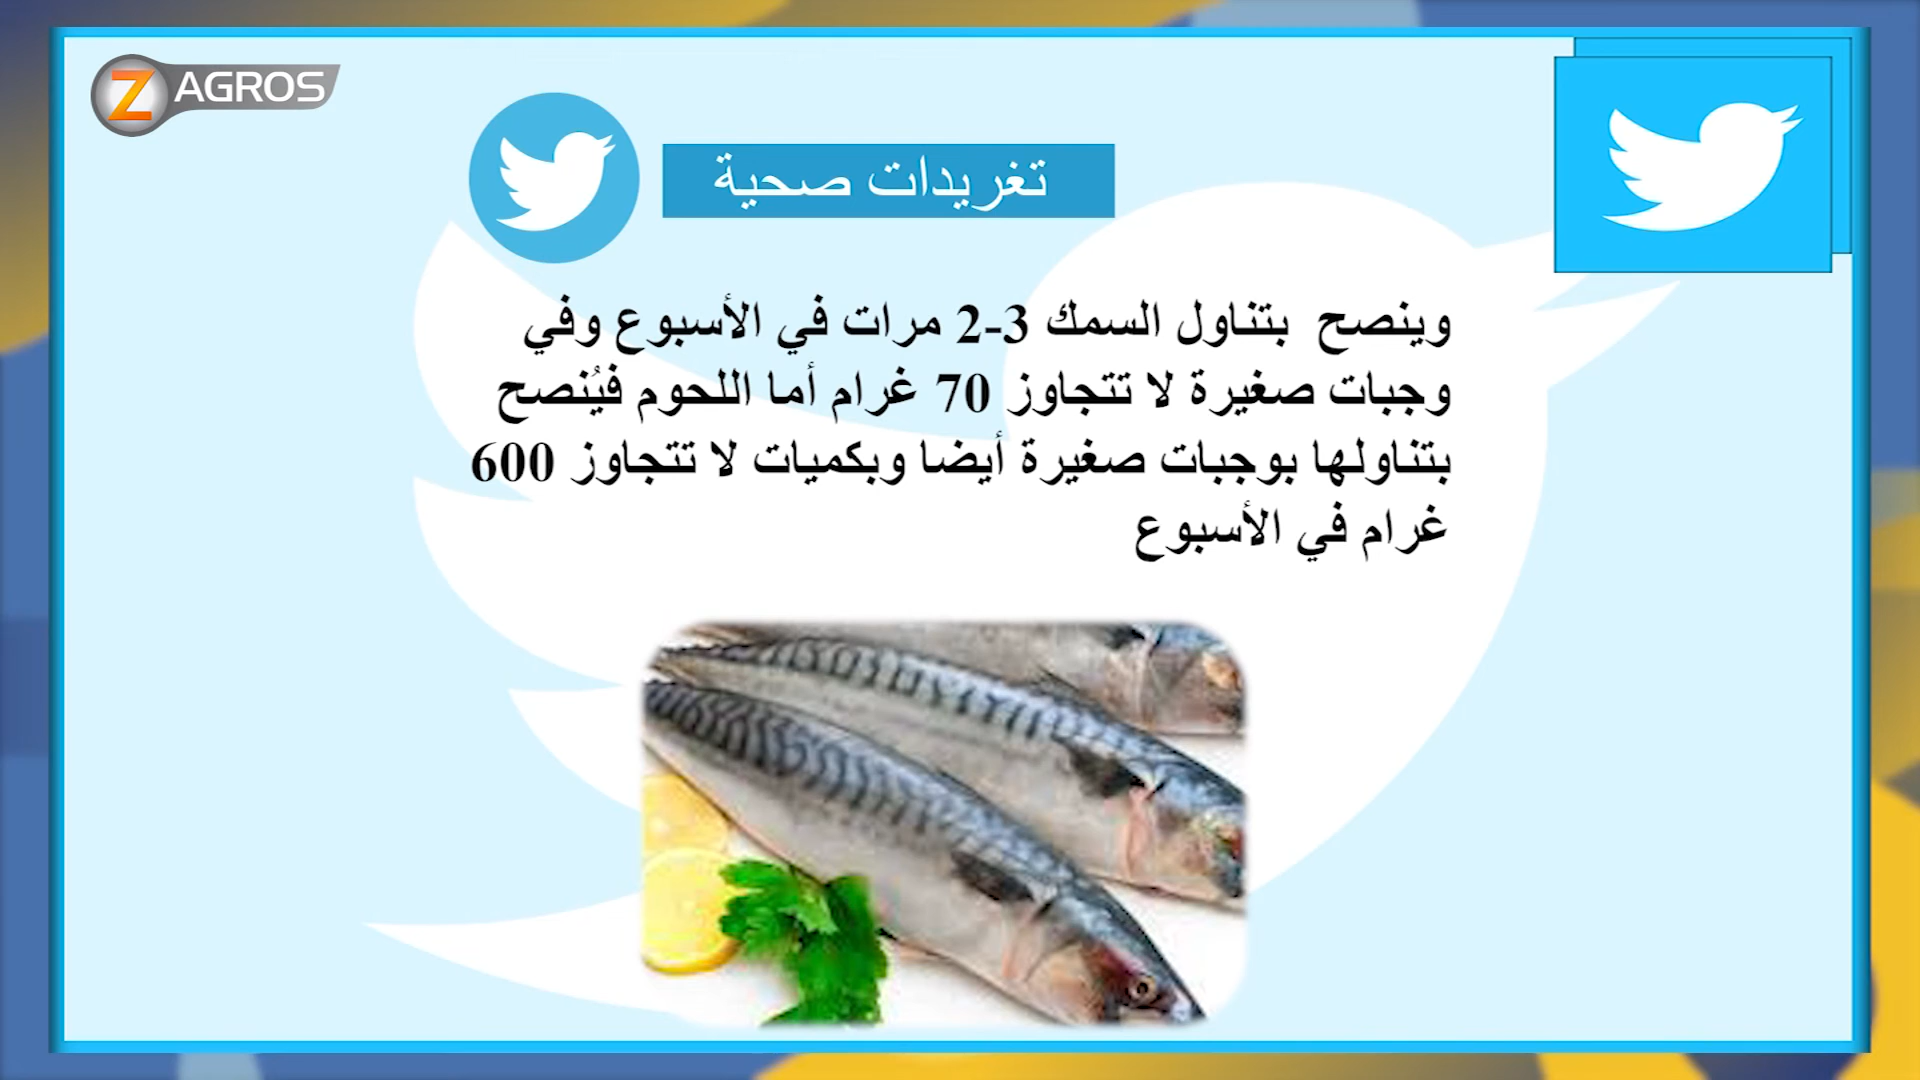 ZAGROS
تغريدات صحية
وينصح بتناول السمك 3-2 مرات في الأسبوع وفي
وجبات صغيرة لا تتجاوز 70 غرام أما اللحوم فيُنصح
بتناولها بوجبات صغيرة أيضا وبكميات لا تتجاوز 600
غرام في الأسبوع